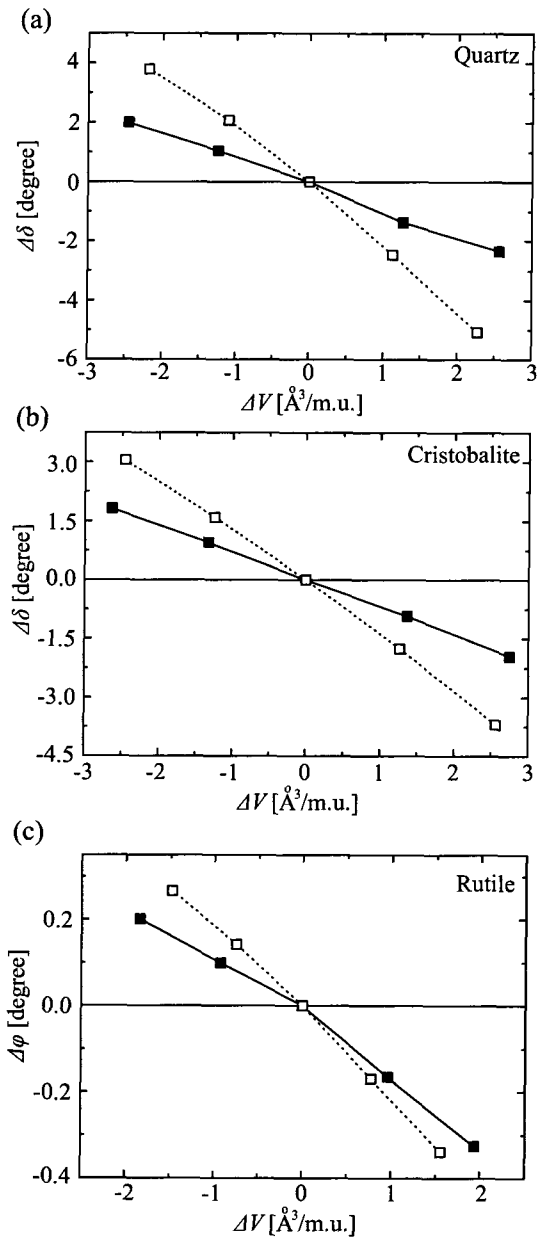 (a)
Quartz
4
2
0
-2
-4
-6
Δδ [degree]
-3 -2 -1 0 1 2 3
ΔV [Å³/m.u.]
(b)
Cristobalite
3.0
1.5
0.0
-1.5
-3.0
-4.5
Δδ [degree]
-3 -2 -1 0 1 2 3
ΔV [Å³/m.u.]
(c)
Rutile
0.2
0.0
-0.2
-0.4
Δφ [degree]
-2 -1 0 1 2
ΔV [Å³/m.u.]